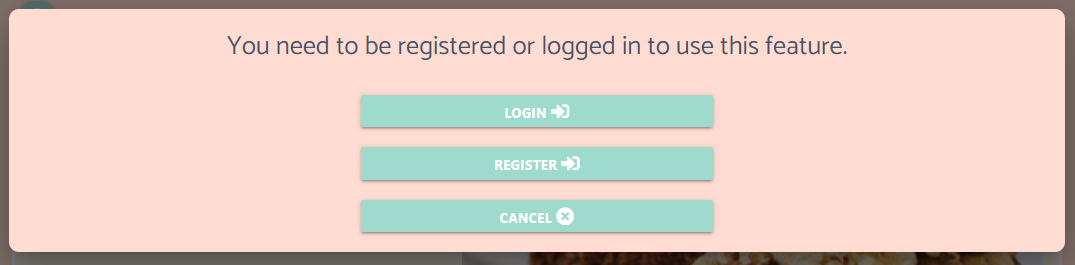 You need to be registered or logged in to use this feature.
LOGIN
REGISTER
CANCEL